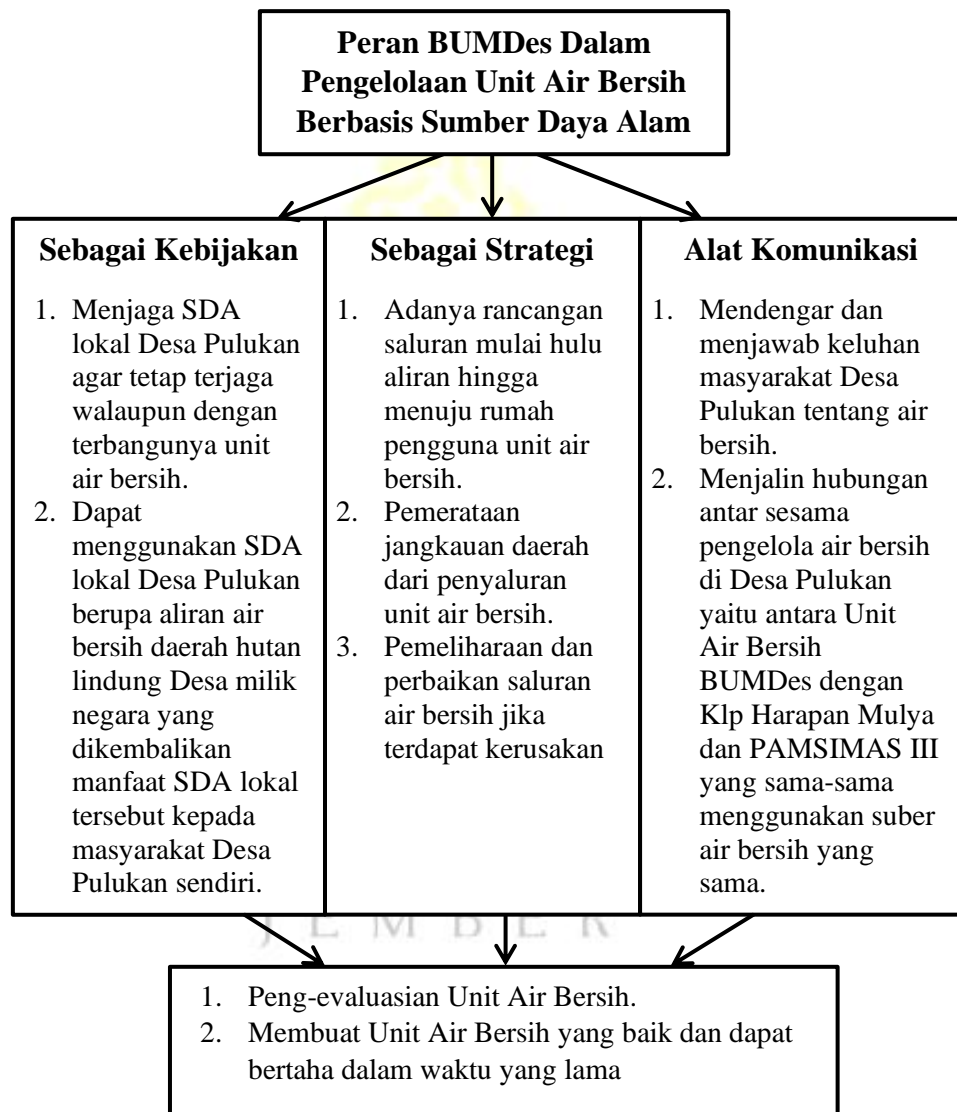 Peran BUMDes Dalam
Pengelolaan Unit Air Bersih
Berbasis Sumber Daya Alam
Sebagai Kebijakan
1. Menjaga SDA
lokal Desa Pulukan
agar tetap terjaga
walaupun dengan
terbangunya unit
air bersih.
2. Dapat
menggunakan SDA
lokal Desa Pulukan
berupa aliran air
bersih daerah hutan
lindung Desa milik
negara yang
dikembalikan
manfaat SDA lokal
tersebut kepada
masyarakat Desa
Pulukan sendiri.
Sebagai Strategi
1. Adanya rancangan
saluran mulai hulu
aliran hingga
menuju rumah
pengguna unit air
bersih.
2. Pemerataan
jangkauan daerah
dari penyaluran
unit air bersih.
3. Pemeliharaan dan
perbaikan saluran
air bersih jika
terdapat kerusakan
Alat Komunikasi
1. Mendengar dan
menjawab keluhan
masyarakat Desa
Pulukan tentang air
bersih.
2. Menjalin hubungan
antar sesama
pengelola air bersih
di Desa Pulukan
yaitu antara Unit
Air Bersih
BUMDes dengan
Klp Harapan Mulya
dan PAMSIMAS III
yang sama-sama
menggunakan suber
air bersih yang
sama.
JEMBER
1. Peng-evaluasian Unit Air Bersih.
2. Membuat Unit Air Bersih yang baik dan dapat
bertaha dalam waktu yang lama